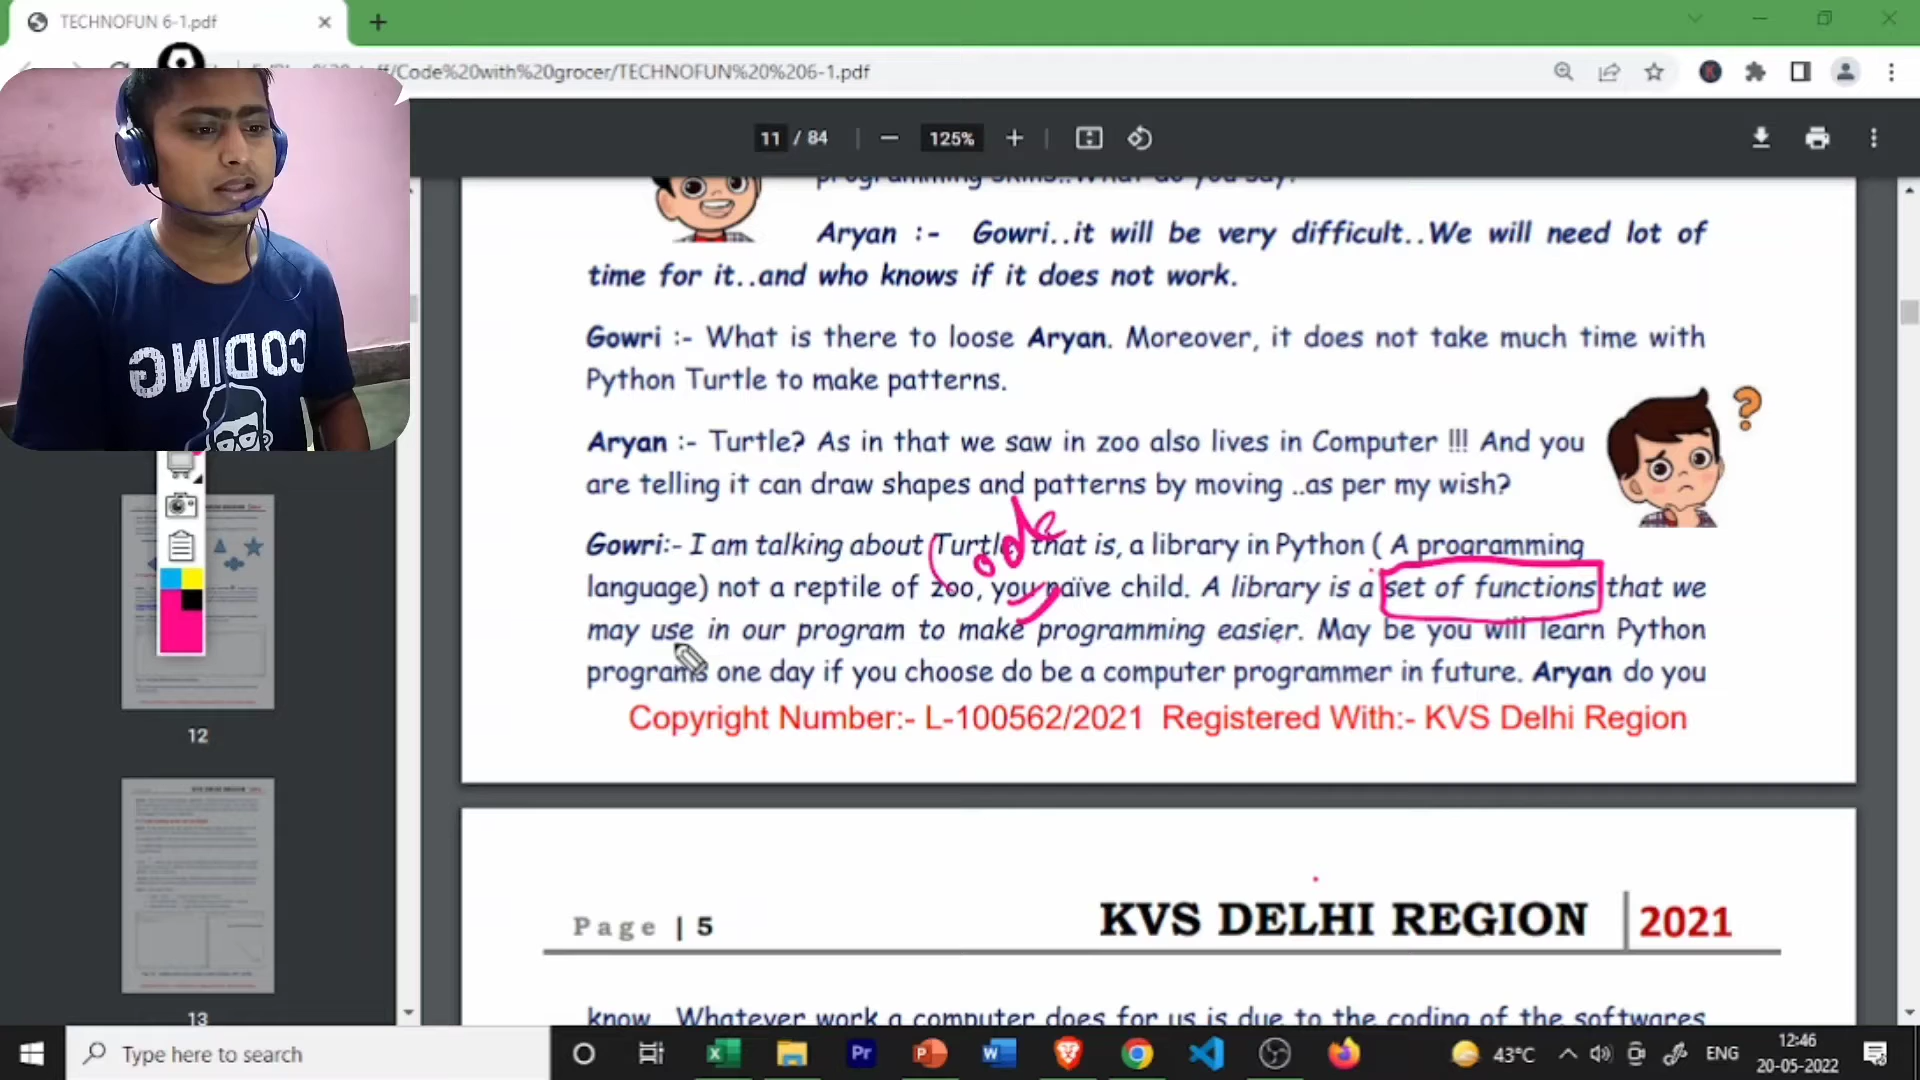 TECHNOFUN 6-1.pdf
/Code%20with%20grocer/TECHNOFUN%20%206-1.pdf
11 / 84
125%
programming skills..What do you say?
Aryan :- Gowri..it will be very difficult..We will need lot of
time for it..and who knows if it does not work.
Gowri :- What is there to loose Aryan. Moreover, it does not take much time with
Python Turtle to make patterns.
Aryan :- Turtle? As in that we saw in zoo also lives in Computer !!! And you
are telling it can draw shapes and patterns by moving ..as per my wish?
?
Code
Gowri:- I am talking about Turtle, that is, a library in Python ( A programming
language) not a reptile of zoo, you naïve child. A library is a set of functions that we
may use in our program to make programming easier. May be you will learn Python
programs one day if you choose do be a computer programmer in future. Aryan do you
Copyright Number:- L-100562/2021 Registered With:- KVS Delhi Region
Page | 5
KVS DELHI REGION 2021
know Whatever work a computer does for us is due to the coding of the softwares
CODING
12
13
Type here to search
Pr
43°C
ENG
12:46
20-05-2022